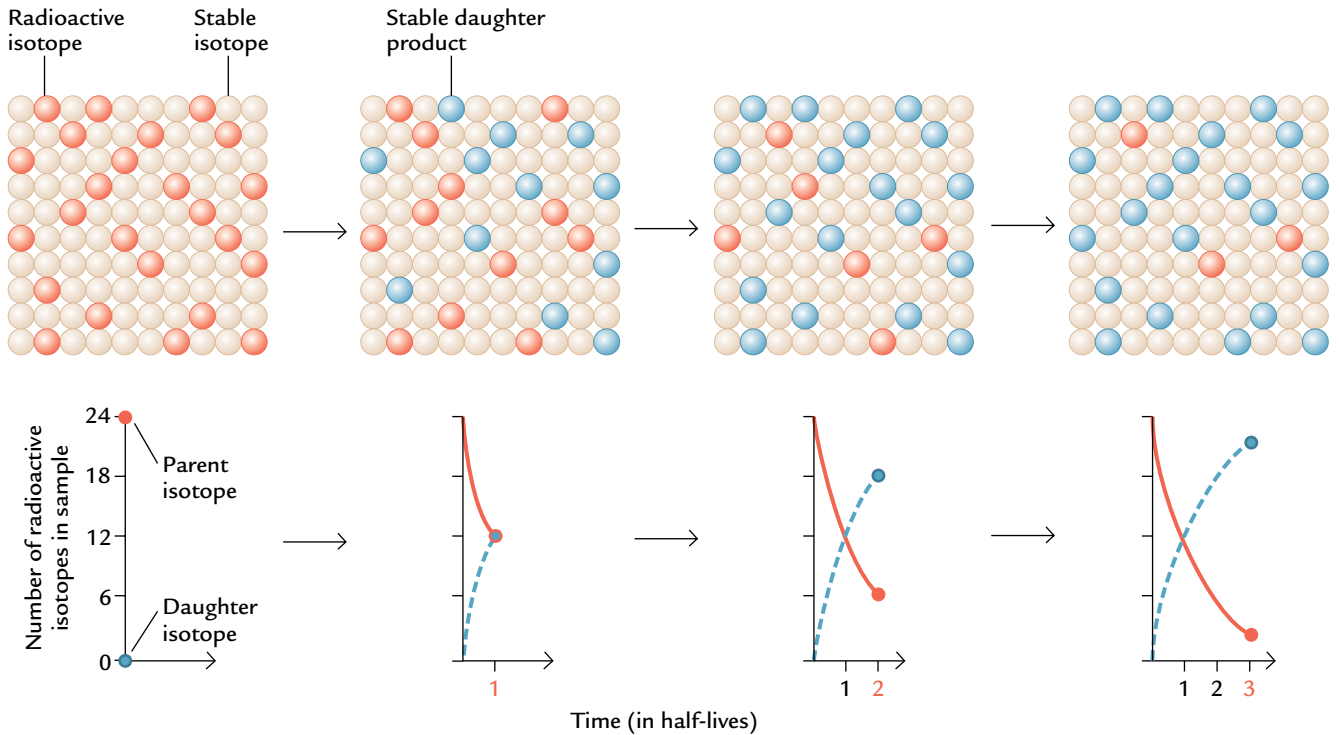 Radioactive
isotope
Stable
isotope
Stable daughter
product
Number of radioactive
isotopes in sample
24
18
12
6
0
Parent
isotope
Daughter
isotope
1
1
2
1
2
3
Time (in half-lives)